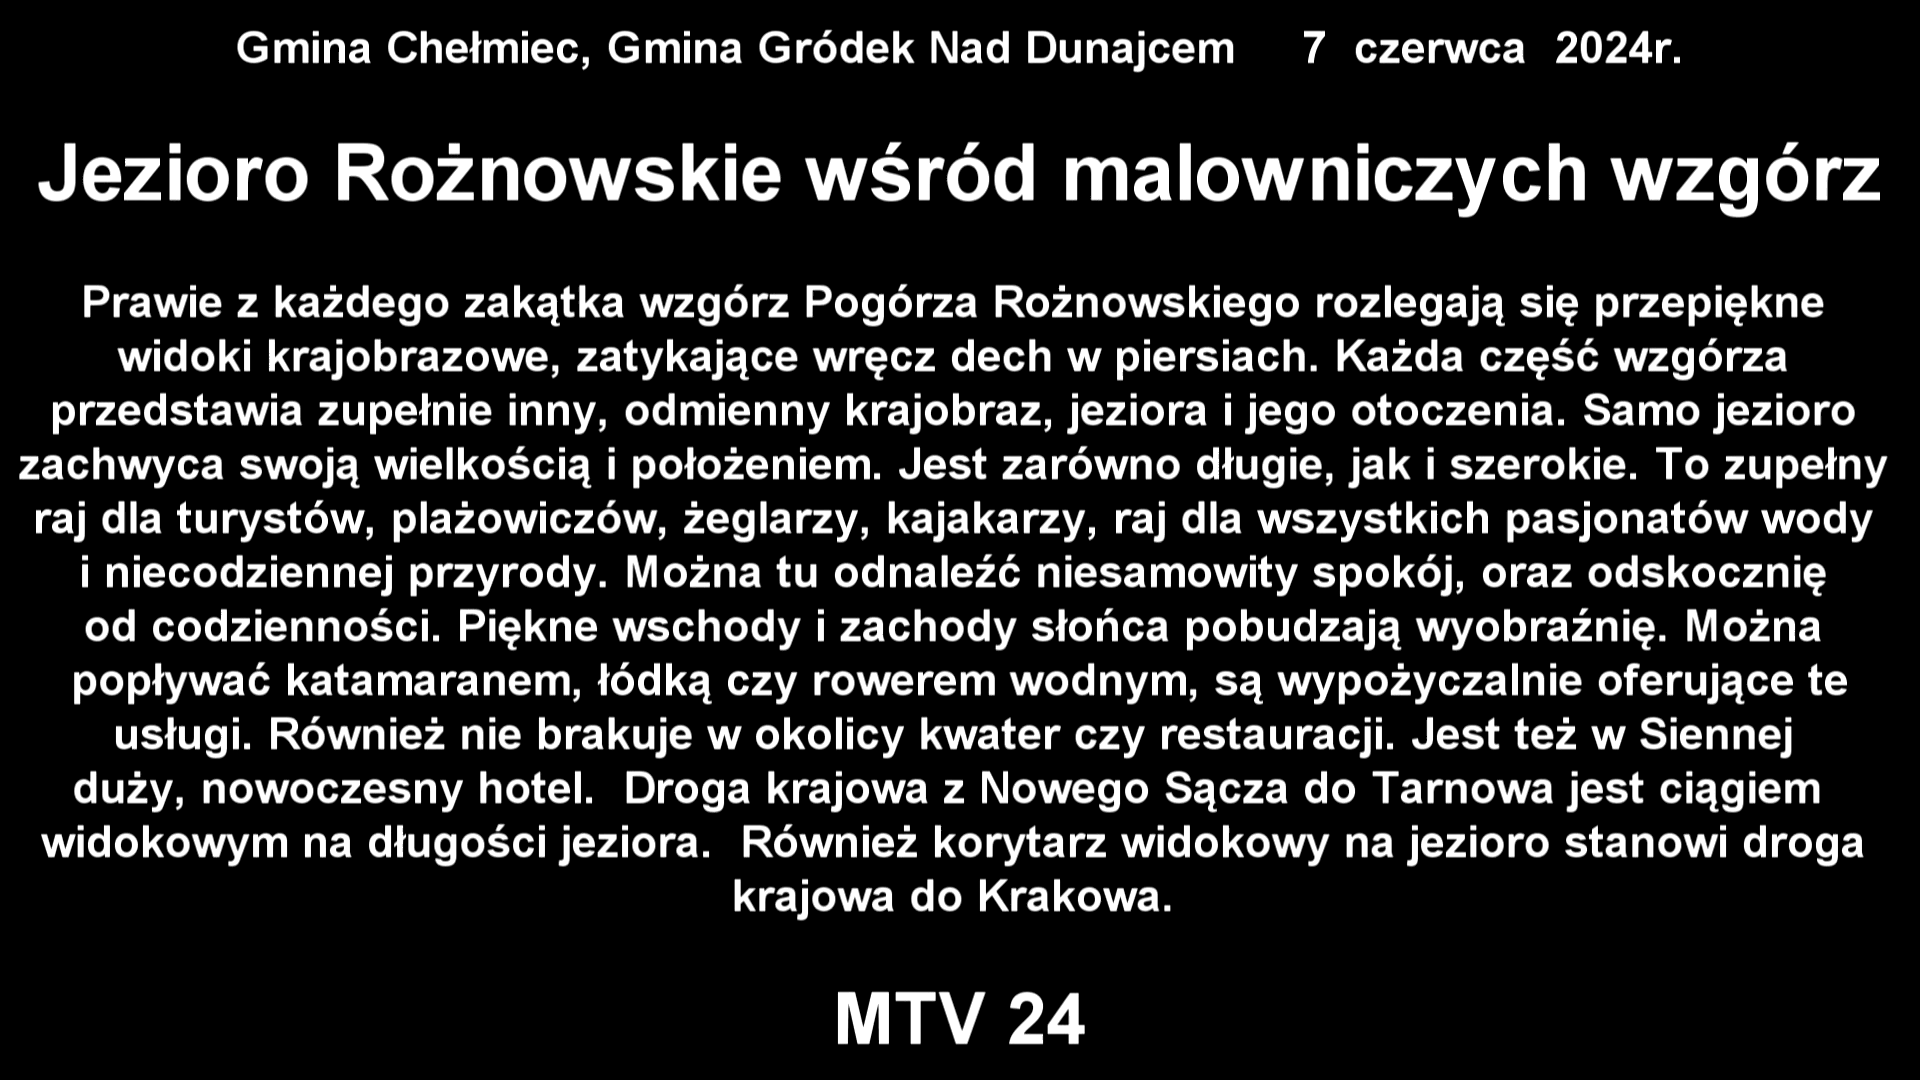 Gmina Chełmiec, Gmina Gródek Nad Dunajcem 7 czerwca 2024r.
Jezioro Rożnowskie wśród malowniczych wzgórz
Prawie z każdego zakątka wzgórz Pogórza Rożnowskiego rozlegają się przepiękne
widoki krajobrazowe, zatykające wręcz dech w piersiach. Każda część wzgórza
przedstawia zupełnie inny, odmienny krajobraz, jeziora i jego otoczenia. Samo jezioro
zachwyca swoją wielkością i położeniem. Jest zarówno długie, jak i szerokie. To zupełny
raj dla turystów, plażowiczów, żeglarzy, kajakarzy, raj dla wszystkich pasjonatów wody
i niecodziennej przyrody. Można tu odnaleźć niesamowity spokój, oraz odskocznię
od codzienności. Piękne wschody i zachody słońca pobudzają wyobraźnię. Można
popływać katamaranem, łódką czy rowerem wodnym, są wypożyczalnie oferujące te
usługi. Również nie brakuje w okolicy kwater czy restauracji. Jest też w Siennej
duży, nowoczesny hotel. Droga krajowa z Nowego Sącza do Tarnowa jest ciągiem
widokowym na długości jeziora. Również korytarz widokowy na jezioro stanowi droga
krajowa do Krakowa.
MTV 24